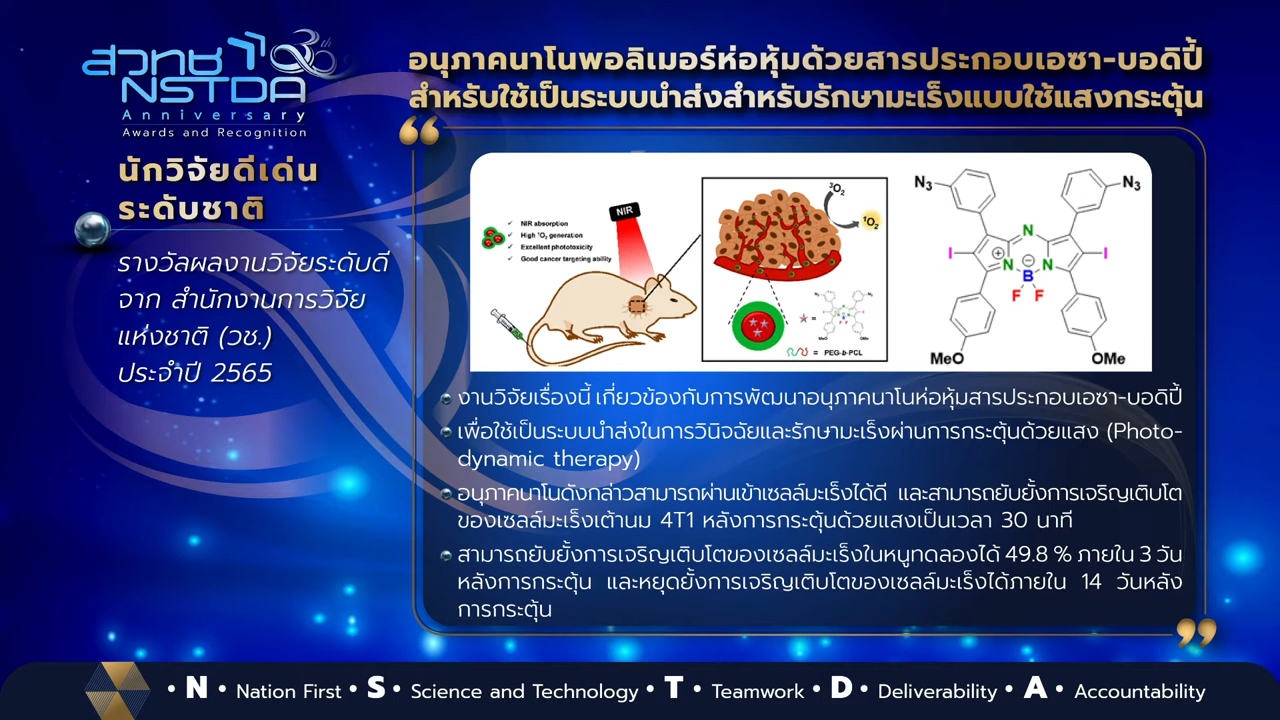 สวทช
30th
NSTDA
Anniversary
Awards and Recognition
นักวิจัยดีเด่น
ระดับชาติ
รางวัลผลงานวิจัยระดับดี
จาก สำนักงานการวิจัย
แห่งชาติ (วช.)
ประจำปี 2565
อนุภาคนาโนพอลิเมอร์ห่อหุ้มด้วยสารประกอบเอซา-บอดิปี้
สำหรับใช้เป็นระบบนำส่งสำหรับรักษามะเร็งแบบใช้แสงกระตุ้น
✓ NIR absorption
✓ High ¹O₂ generation
✓ Excellent phototoxicity
✓ Good cancer targeting ability
NIR
³O₂
¹O₂
N₃
N₃
I
I
N
N
N
B
F
F
MeO
OMe
=
= PEG-b-PCL
N₃
N₃
N
I
I
⊕
⊖
N
N
B
F
F
MeO
OMe
งานวิจัยเรื่องนี้ เกี่ยวข้องกับการพัฒนาอนุภาคนาโนห่อหุ้มสารประกอบเอซา-บอดิปี้
เพื่อใช้เป็นระบบนำส่งในการวินิจฉัยและรักษามะเร็งผ่านการกระตุ้นด้วยแสง (Photo-
dynamic therapy)
อนุภาคนาโนดังกล่าวสามารถผ่านเข้าเซลล์มะเร็งได้ดี และสามารถยับยั้งการเจริญเติบโต
ของเซลล์มะเร็งเต้านม 4T1 หลังการกระตุ้นด้วยแสงเป็นเวลา 30 นาที
สามารถยับยั้งการเจริญเติบโตของเซลล์มะเร็งในหนูทดลองได้ 49.8 % ภายใน 3 วัน
หลังการกระตุ้น และหยุดยั้งการเจริญเติบโตของเซลล์มะเร็งได้ภายใน 14 วันหลัง
การกระตุ้น
• N • Nation First • S • Science and Technology • T • Teamwork • D • Deliverability • A • Accountability